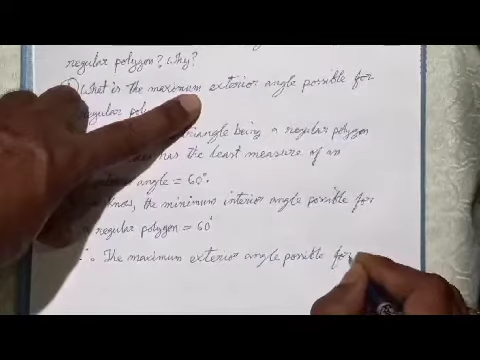 regular polygon? Why?
What is the maximum exterior angle possible for
regular
triangle being a regular polygon
has the least measure of an
angle = 60°.
the minimum interior angle possible for
a regular polygon = 60°
∴ The maximum exterior angle possible for